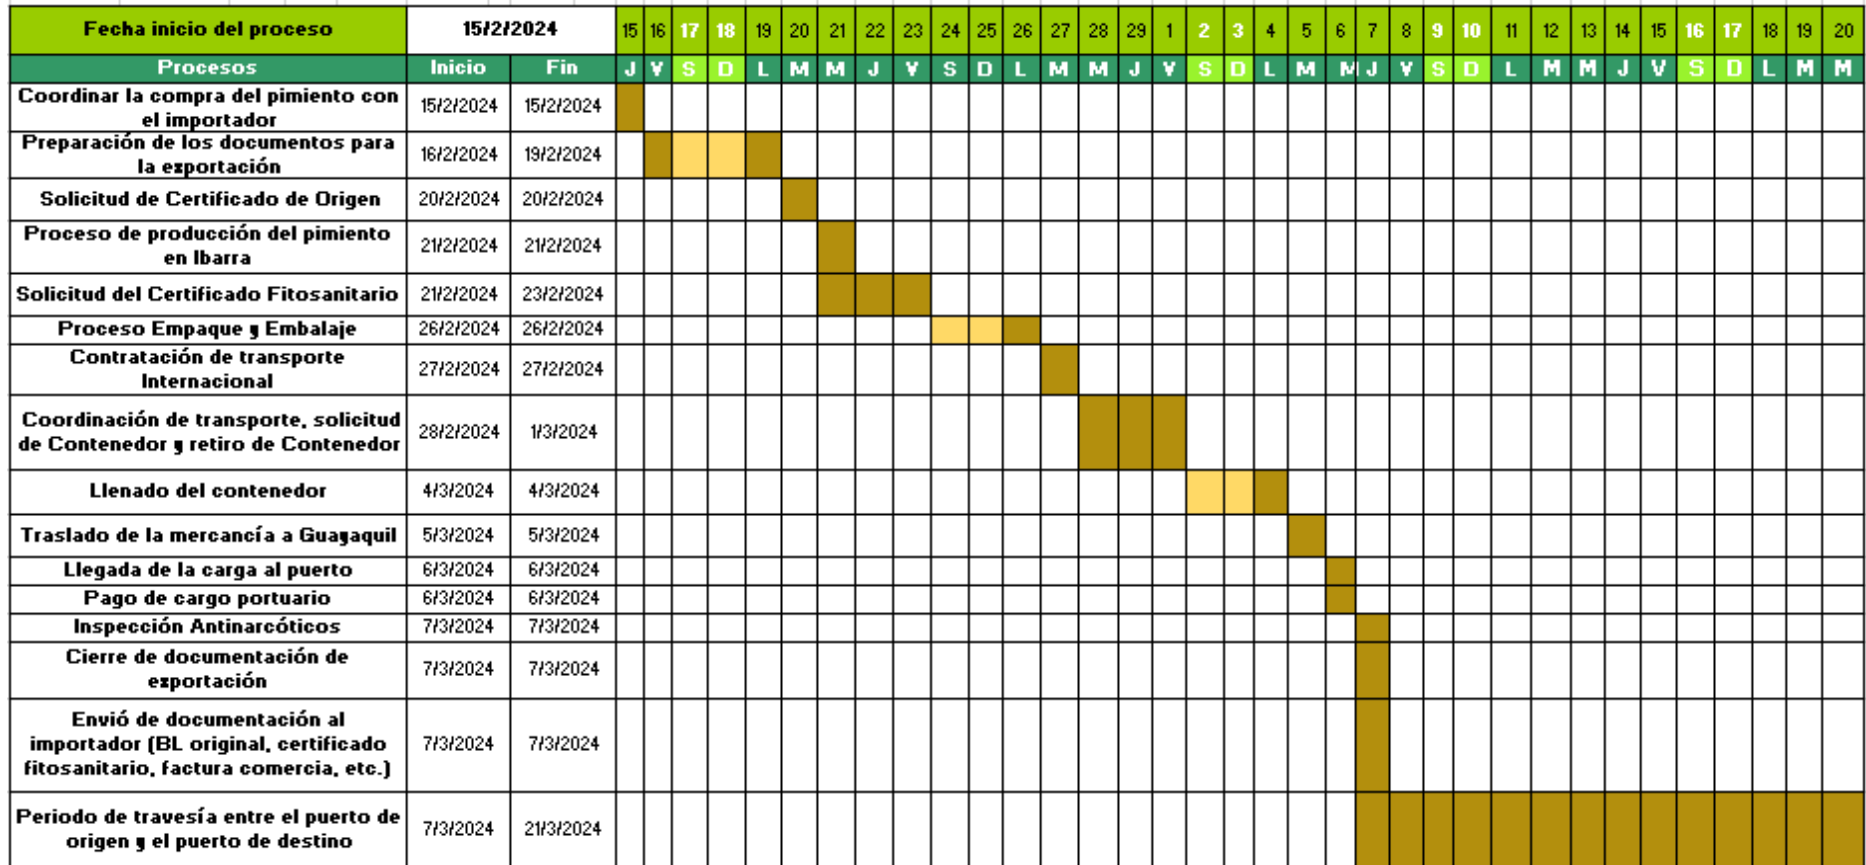 Fecha inicio del proceso 15/2/2024 15 16 17 18 19 20 21 22 23 24 25 26 27 28 29 1 2 3 4 5 6 7 8 9 10 11 12 13 14 15 16 17 18 19 20
Procesos Inicio Fin J V S D L M M J V S D L M M J V S D L M M J V S D L M M J V S D L M M
Coordinar la compra del pimiento con
el importador
15/2/2024 15/2/2024
Preparación de los documentos para
la exportación
16/2/2024 19/2/2024
Solicitud de Certificado de Origen 20/2/2024 20/2/2024
Proceso de producción del pimiento
en Ibarra
21/2/2024 21/2/2024
Solicitud del Certificado Fitosanitario 21/2/2024 23/2/2024
Proceso Empaque y Embalaje 26/2/2024 26/2/2024
Contratación de transporte
Internacional
27/2/2024 27/2/2024
Coordinación de transporte, solicitud
de Contenedor y retiro de Contenedor
28/2/2024 1/3/2024
Llenado del contenedor 4/3/2024 4/3/2024
Traslado de la mercancía a Guayaquil 5/3/2024 5/3/2024
Llegada de la carga al puerto 6/3/2024 6/3/2024
Pago de cargo portuario 6/3/2024 6/3/2024
Inspección Antinarcóticos 7/3/2024 7/3/2024
Cierre de documentación de
exportación
7/3/2024 7/3/2024
Envió de documentación al
importador (BL original, certificado
fitosanitario, factura comercia, etc.)
7/3/2024 7/3/2024
Periodo de travesía entre el puerto de
origen y el puerto de destino
7/3/2024 21/3/2024